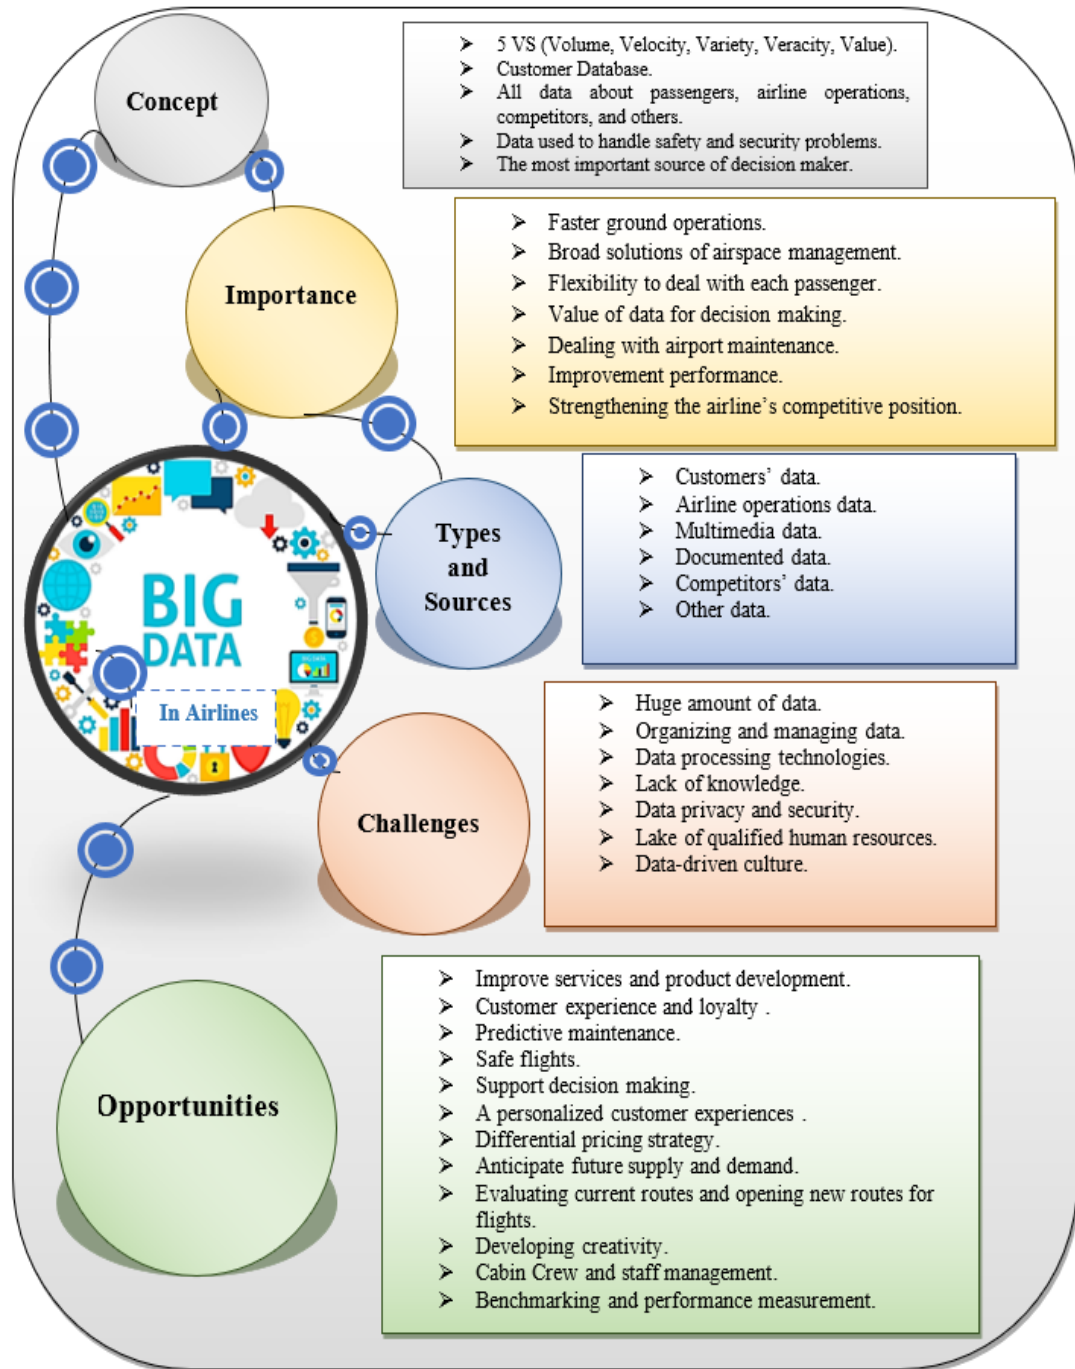 Concept
➢ 5 VS (Volume, Velocity, Variety, Veracity, Value).
➢ Customer Database.
➢ All data about passengers, airline operations,
competitors, and others.
➢ Data used to handle safety and security problems.
➢ The most important source of decision maker.
Importance
➢ Faster ground operations.
➢ Broad solutions of airspace management.
➢ Flexibility to deal with each passenger.
➢ Value of data for decision making.
➢ Dealing with airport maintenance.
➢ Improvement performance.
➢ Strengthening the airline’s competitive position.
Types
and
Sources
➢ Customers’ data.
➢ Airline operations data.
➢ Multimedia data.
➢ Documented data.
➢ Competitors’ data.
➢ Other data.
BIG
DATA
In Airlines
BIG DATA
Challenges
➢ Huge amount of data.
➢ Organizing and managing data.
➢ Data processing technologies.
➢ Lack of knowledge.
➢ Data privacy and security.
➢ Lake of qualified human resources.
➢ Data-driven culture.
Opportunities
➢ Improve services and product development.
➢ Customer experience and loyalty .
➢ Predictive maintenance.
➢ Safe flights.
➢ Support decision making.
➢ A personalized customer experiences .
➢ Differential pricing strategy.
➢ Anticipate future supply and demand.
➢ Evaluating current routes and opening new routes for
flights.
➢ Developing creativity.
➢ Cabin Crew and staff management.
➢ Benchmarking and performance measurement.